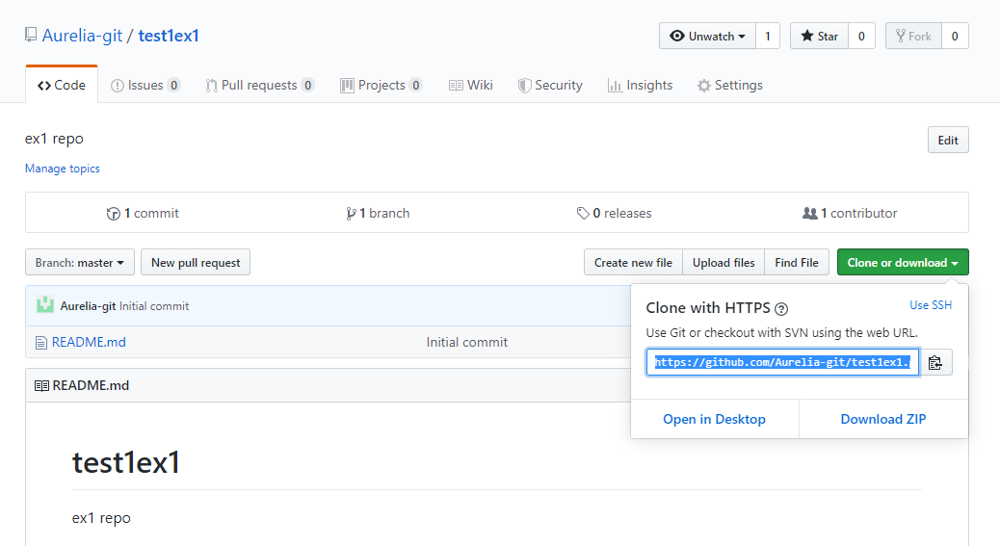 Aurelia-git / test1ex1
Unwatch 1 Star 0 Fork 0
Code Issues 0 Pull requests 0 Projects 0 Wiki Security Insights Settings
ex1 repo
Edit
Manage topics
1 commit 1 branch 0 releases 1 contributor
Branch: master New pull request Create new file Upload files Find File Clone or download
Aurelia-git Initial commit
README.md Initial commit
Clone with HTTPS Use SSH
Use Git or checkout with SVN using the web URL.
https://github.com/Aurelia-git/test1ex1.
Open in Desktop Download ZIP
README.md
test1ex1
ex1 repo